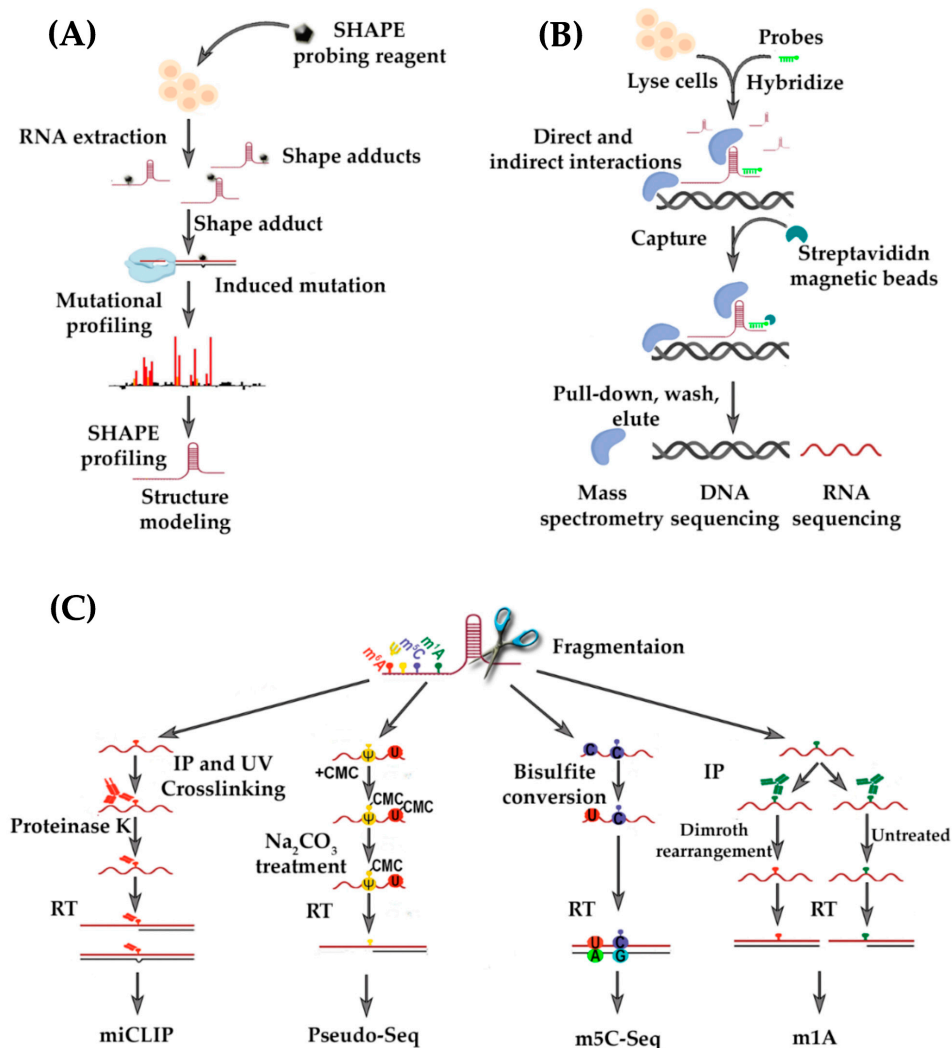 (A)
SHAPE
probing reagent
RNA extraction
Shape adducts
Shape adduct
Induced mutation
Mutational
profiling
SHAPE
profiling
Structure
modeling
(B)
Probes
Lyse cells
Hybridize
Direct and
indirect interactions
Capture
Streptavididn
magnetic beads
Pull-down, wash,
elute
Mass
spectrometry
DNA
sequencing
RNA
sequencing
(C)
m⁶A
Ψ
m⁵C
m¹A
Fragmentaion
IP and UV
Crosslinking
Proteinase K
RT
miCLIP
Ψ U
+CMC
CMC
CMC
Ψ U
Na₂CO₃
treatment
CMC
Ψ U
RT
Pseudo-Seq
C C
Bisulfite
conversion
U C
RT
U C
A G
m5C-Seq
IP
Dimroth
rearrangement
Untreated
RT
m1A